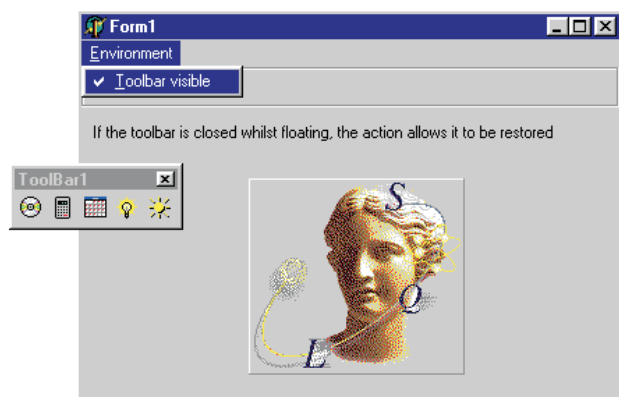 Form1
Environment
Toolbar visible
If the toolbar is closed whilst floating, the action allows it to be restored
ToolBar1
S
Q
L